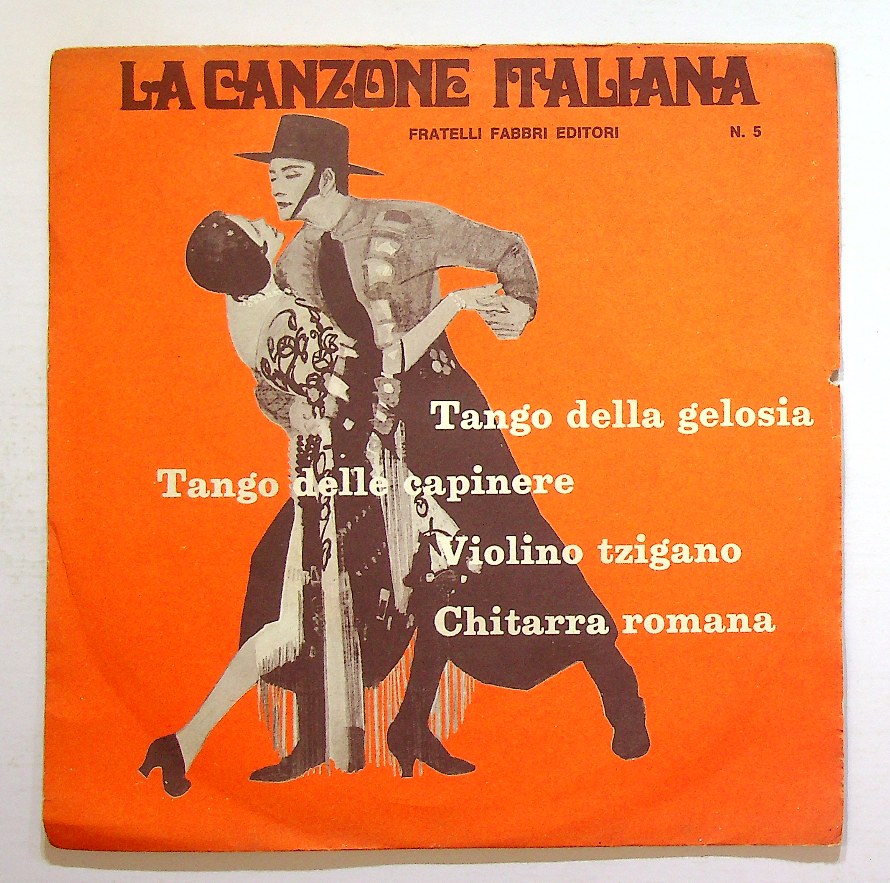 LA CANZONE ITALIANA
FRATELLI FABBRI EDITORI N. 5
Tango della gelosia
Tango delle capinere
Violino tzigano
Chitarra romana